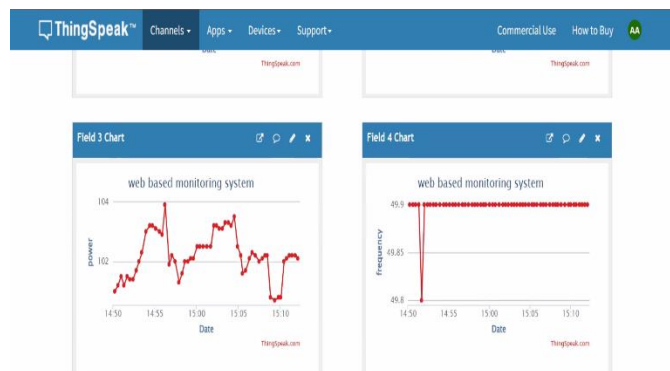 ThingSpeak™ Channels Apps Devices Support Commercial Use How to Buy AA
Date Date
ThingSpeak.com ThingSpeak.com
Field 3 Chart
web based monitoring system
104
102
power
14:50 14:55 15:00 15:05 15:10
Date
ThingSpeak.com
Field 4 Chart
web based monitoring system
49.9
49.85
49.8
frequency
14:50 14:55 15:00 15:05 15:10
Date
ThingSpeak.com